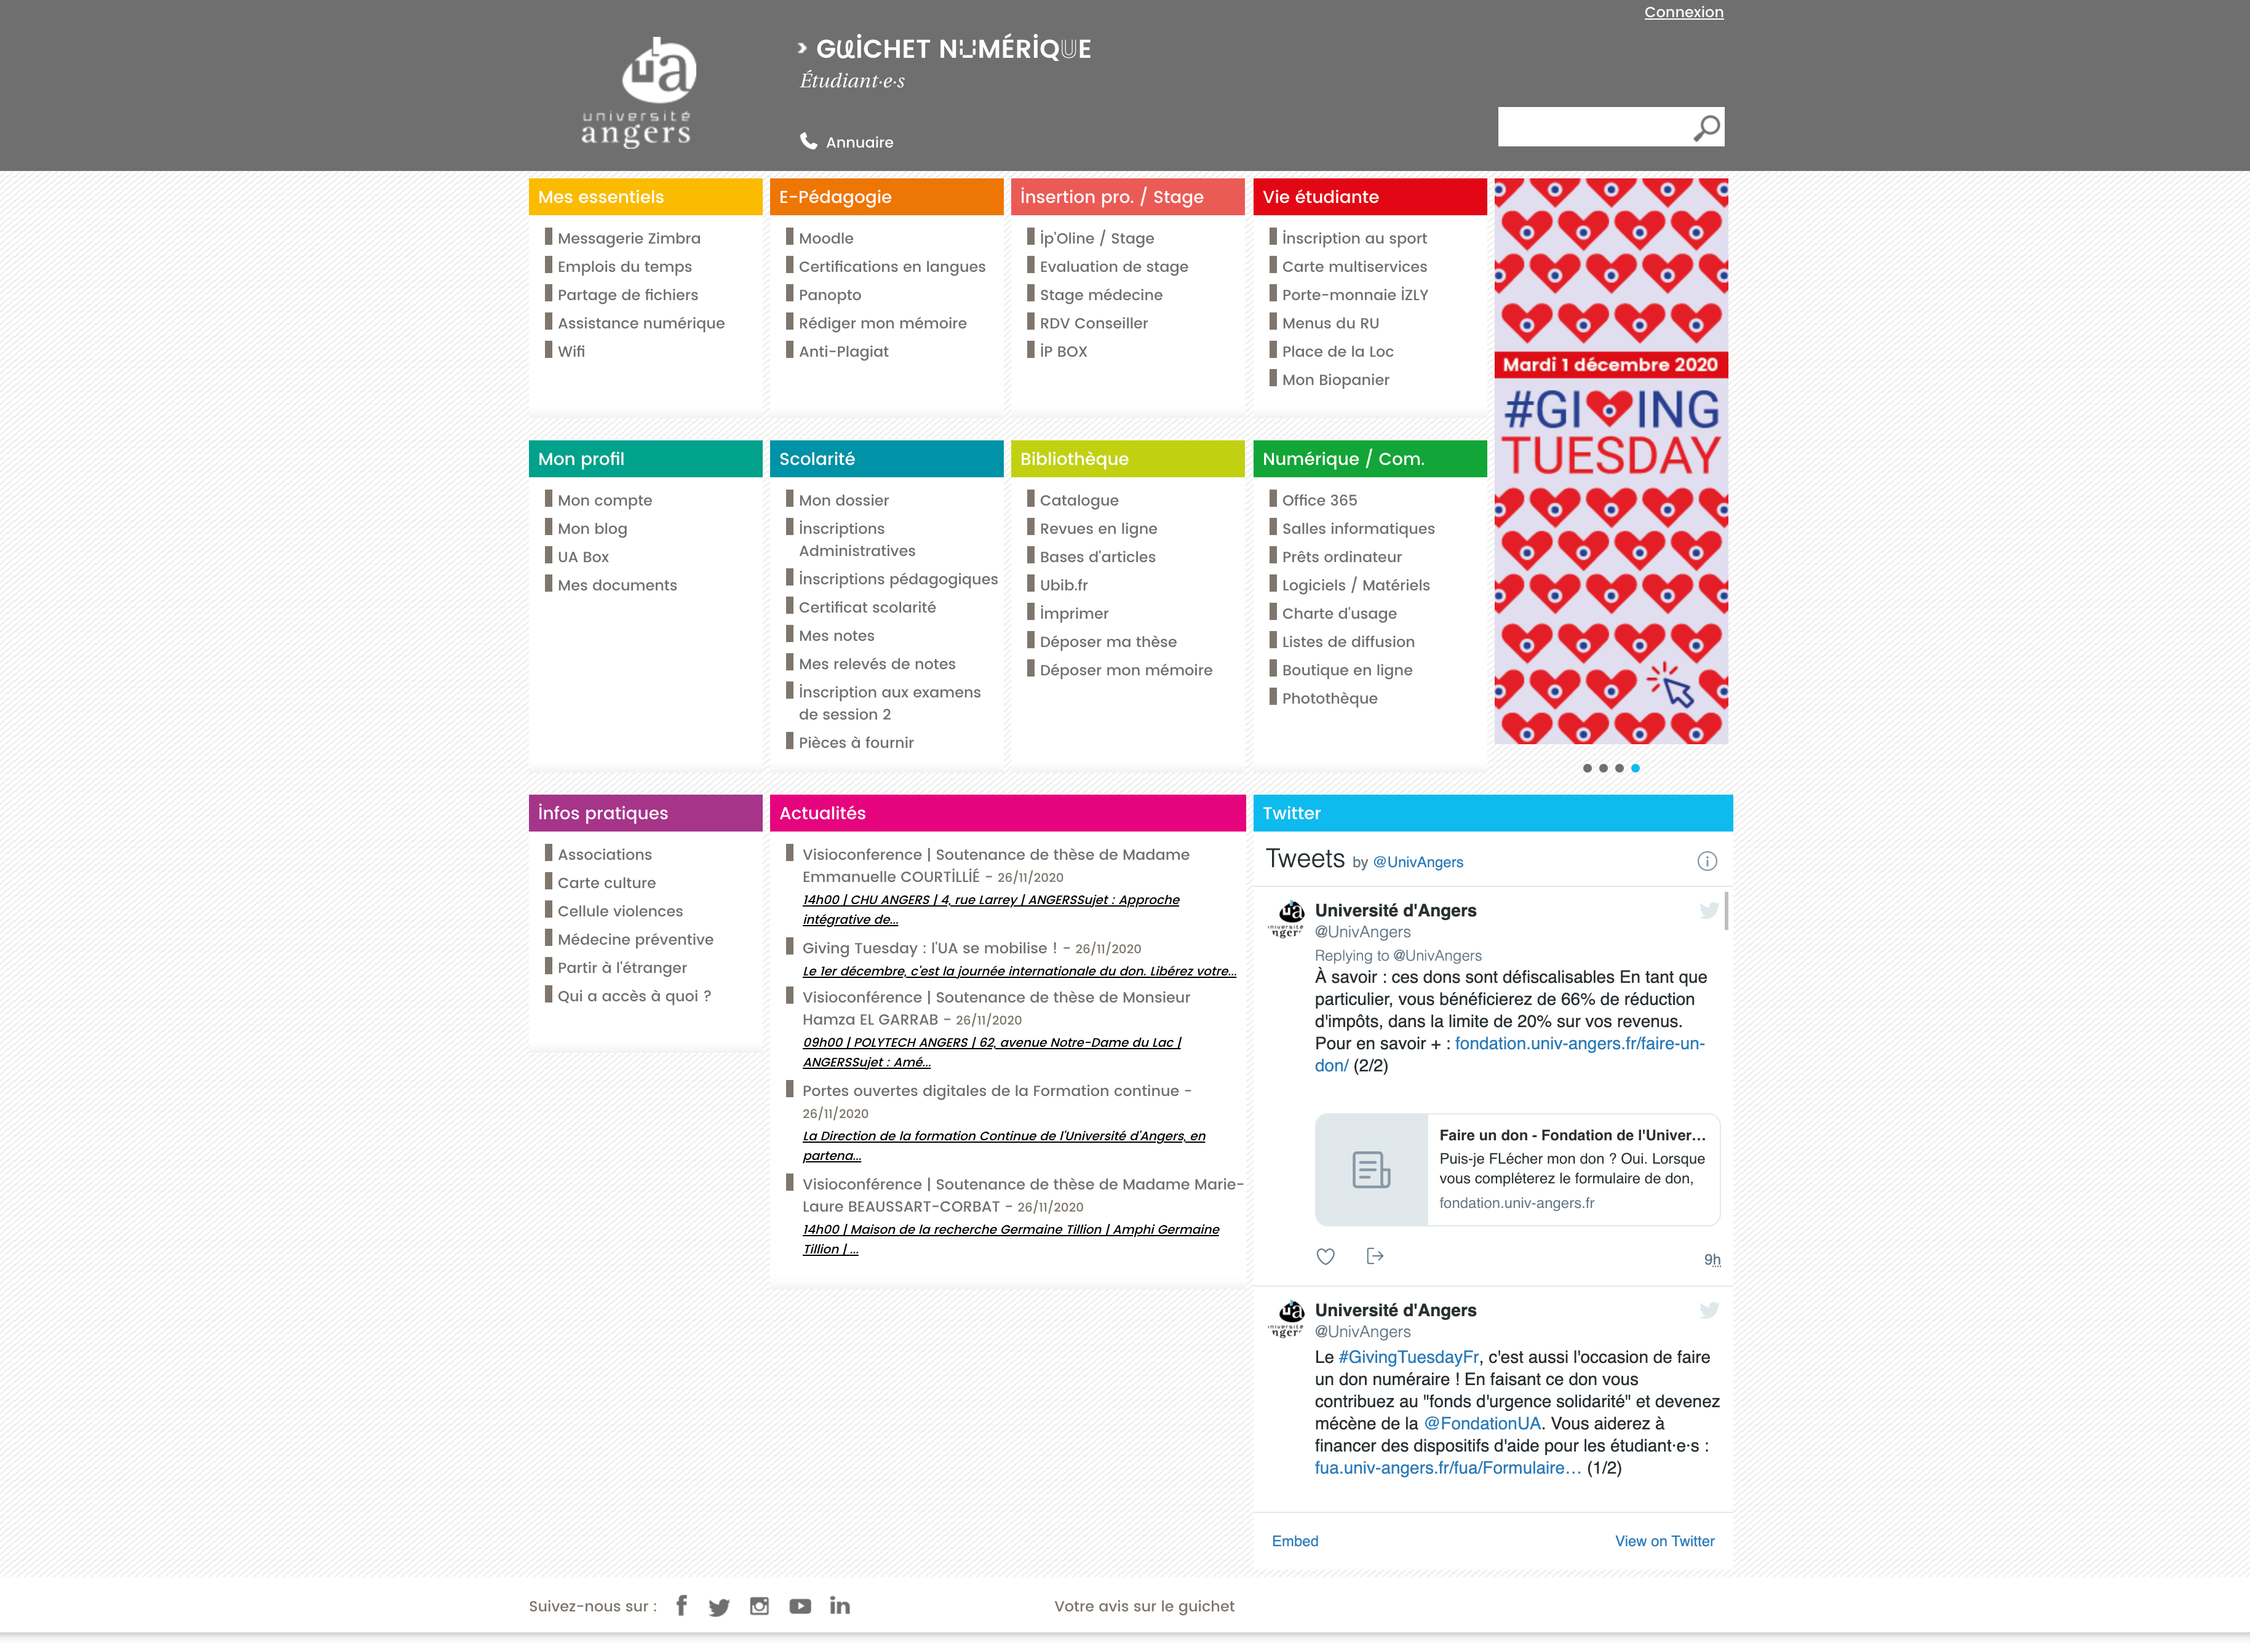 Connexion
université
angers
GUİCHET NUMÉRİQUE
Étudiant·e·s
Annuaire
Mes essentiels
Messagerie Zimbra
Emplois du temps
Partage de fichiers
Assistance numérique
Wifi
E-Pédagogie
Moodle
Certifications en langues
Panopto
Rédiger mon mémoire
Anti-Plagiat
İnsertion pro. / Stage
İp'Oline / Stage
Evaluation de stage
Stage médecine
RDV Conseiller
İP BOX
Vie étudiante
İnscription au sport
Carte multiservices
Porte-monnaie İZLY
Menus du RU
Place de la Loc
Mon Biopanier
Mardi 1 décembre 2020
#GIVING
TUESDAY
Mon profil
Mon compte
Mon blog
UA Box
Mes documents
Scolarité
Mon dossier
İnscriptions
Administratives
İnscriptions pédagogiques
Certificat scolarité
Mes notes
Mes relevés de notes
İnscription aux examens
de session 2
Pièces à fournir
Bibliothèque
Catalogue
Revues en ligne
Bases d'articles
Ubib.fr
İmprimer
Déposer ma thèse
Déposer mon mémoire
Numérique / Com.
Office 365
Salles informatiques
Prêts ordinateur
Logiciels / Matériels
Charte d'usage
Listes de diffusion
Boutique en ligne
Photothèque
İnfos pratiques
Associations
Carte culture
Cellule violences
Médecine préventive
Partir à l'étranger
Qui a accès à quoi ?
Actualités
Visioconference | Soutenance de thèse de Madame
Emmanuelle COURTİLLİÉ - 26/11/2020
14h00 | CHU ANGERS | 4, rue Larrey | ANGERSSujet : Approche
intégrative de...
Giving Tuesday : l'UA se mobilise ! - 26/11/2020
Le 1er décembre, c'est la journée internationale du don. Libérez votre...
Visioconférence | Soutenance de thèse de Monsieur
Hamza EL GARRAB - 26/11/2020
09h00 | POLYTECH ANGERS | 62, avenue Notre-Dame du Lac |
ANGERSSujet : Amé...
Portes ouvertes digitales de la Formation continue -
26/11/2020
La Direction de la formation Continue de l'Université d'Angers, en
partena...
Visioconférence | Soutenance de thèse de Madame Marie-
Laure BEAUSSART-CORBAT - 26/11/2020
14h00 | Maison de la recherche Germaine Tillion | Amphi Germaine
Tillion | ...
Twitter
Tweets by @UnivAngers
Université d'Angers
@UnivAngers
Replying to @UnivAngers
À savoir : ces dons sont défiscalisables En tant que
particulier, vous bénéficierez de 66% de réduction
d'impôts, dans la limite de 20% sur vos revenus.
Pour en savoir + : fondation.univ-angers.fr/faire-un-
don/ (2/2)
Faire un don - Fondation de l'Univer...
Puis-je FLécher mon don ? Oui. Lorsque
vous compléterez le formulaire de don,
fondation.univ-angers.fr
9h
Université d'Angers
@UnivAngers
Le #GivingTuesdayFr, c'est aussi l'occasion de faire
un don numéraire ! En faisant ce don vous
contribuez au "fonds d'urgence solidarité" et devenez
mécène de la @FondationUA. Vous aiderez à
financer des dispositifs d'aide pour les étudiant·e·s :
fua.univ-angers.fr/fua/Formulaire… (1/2)
Embed
View on Twitter
Suivez-nous sur :
Votre avis sur le guichet